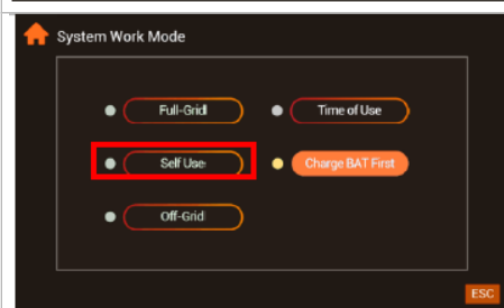 System Work Mode
Full-Grid
Time of Use
Self Use
Charge BAT First
Off-Grid
ESC